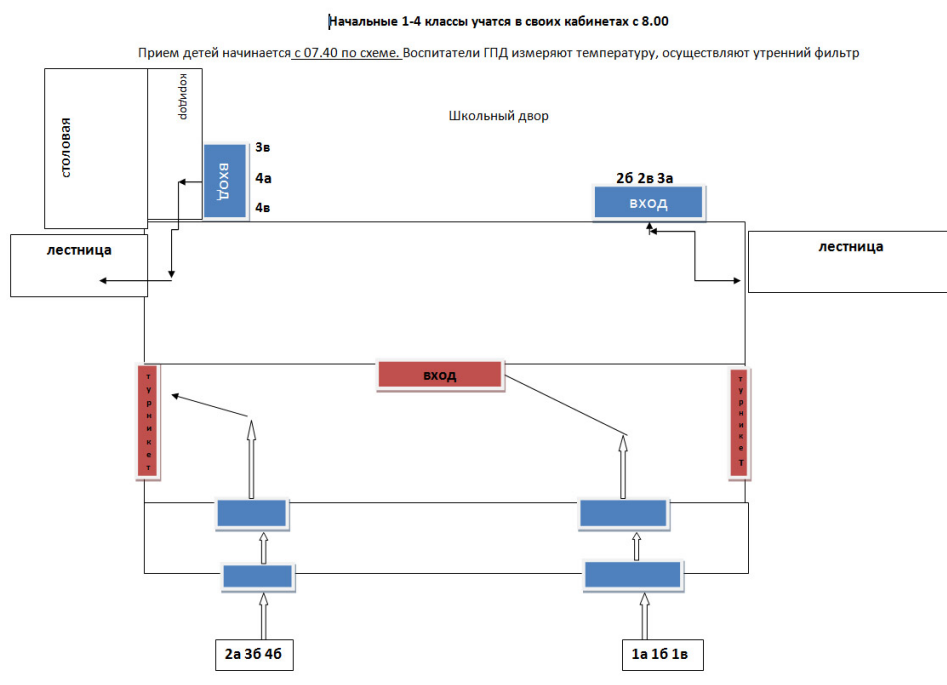 Начальные 1-4 классы учатся в своих кабинетах с 8.00
Прием детей начинается с 07.40 по схеме. Воспитатели ГПД измеряют температуру, осуществляют утренний фильтр
столовая
коридор
Школьный двор
вход
3в
4а
4в
2б 2в 3а
вход
лестница
лестница
турникет
вход
турникет
2а 3б 4б
1а 1б 1в